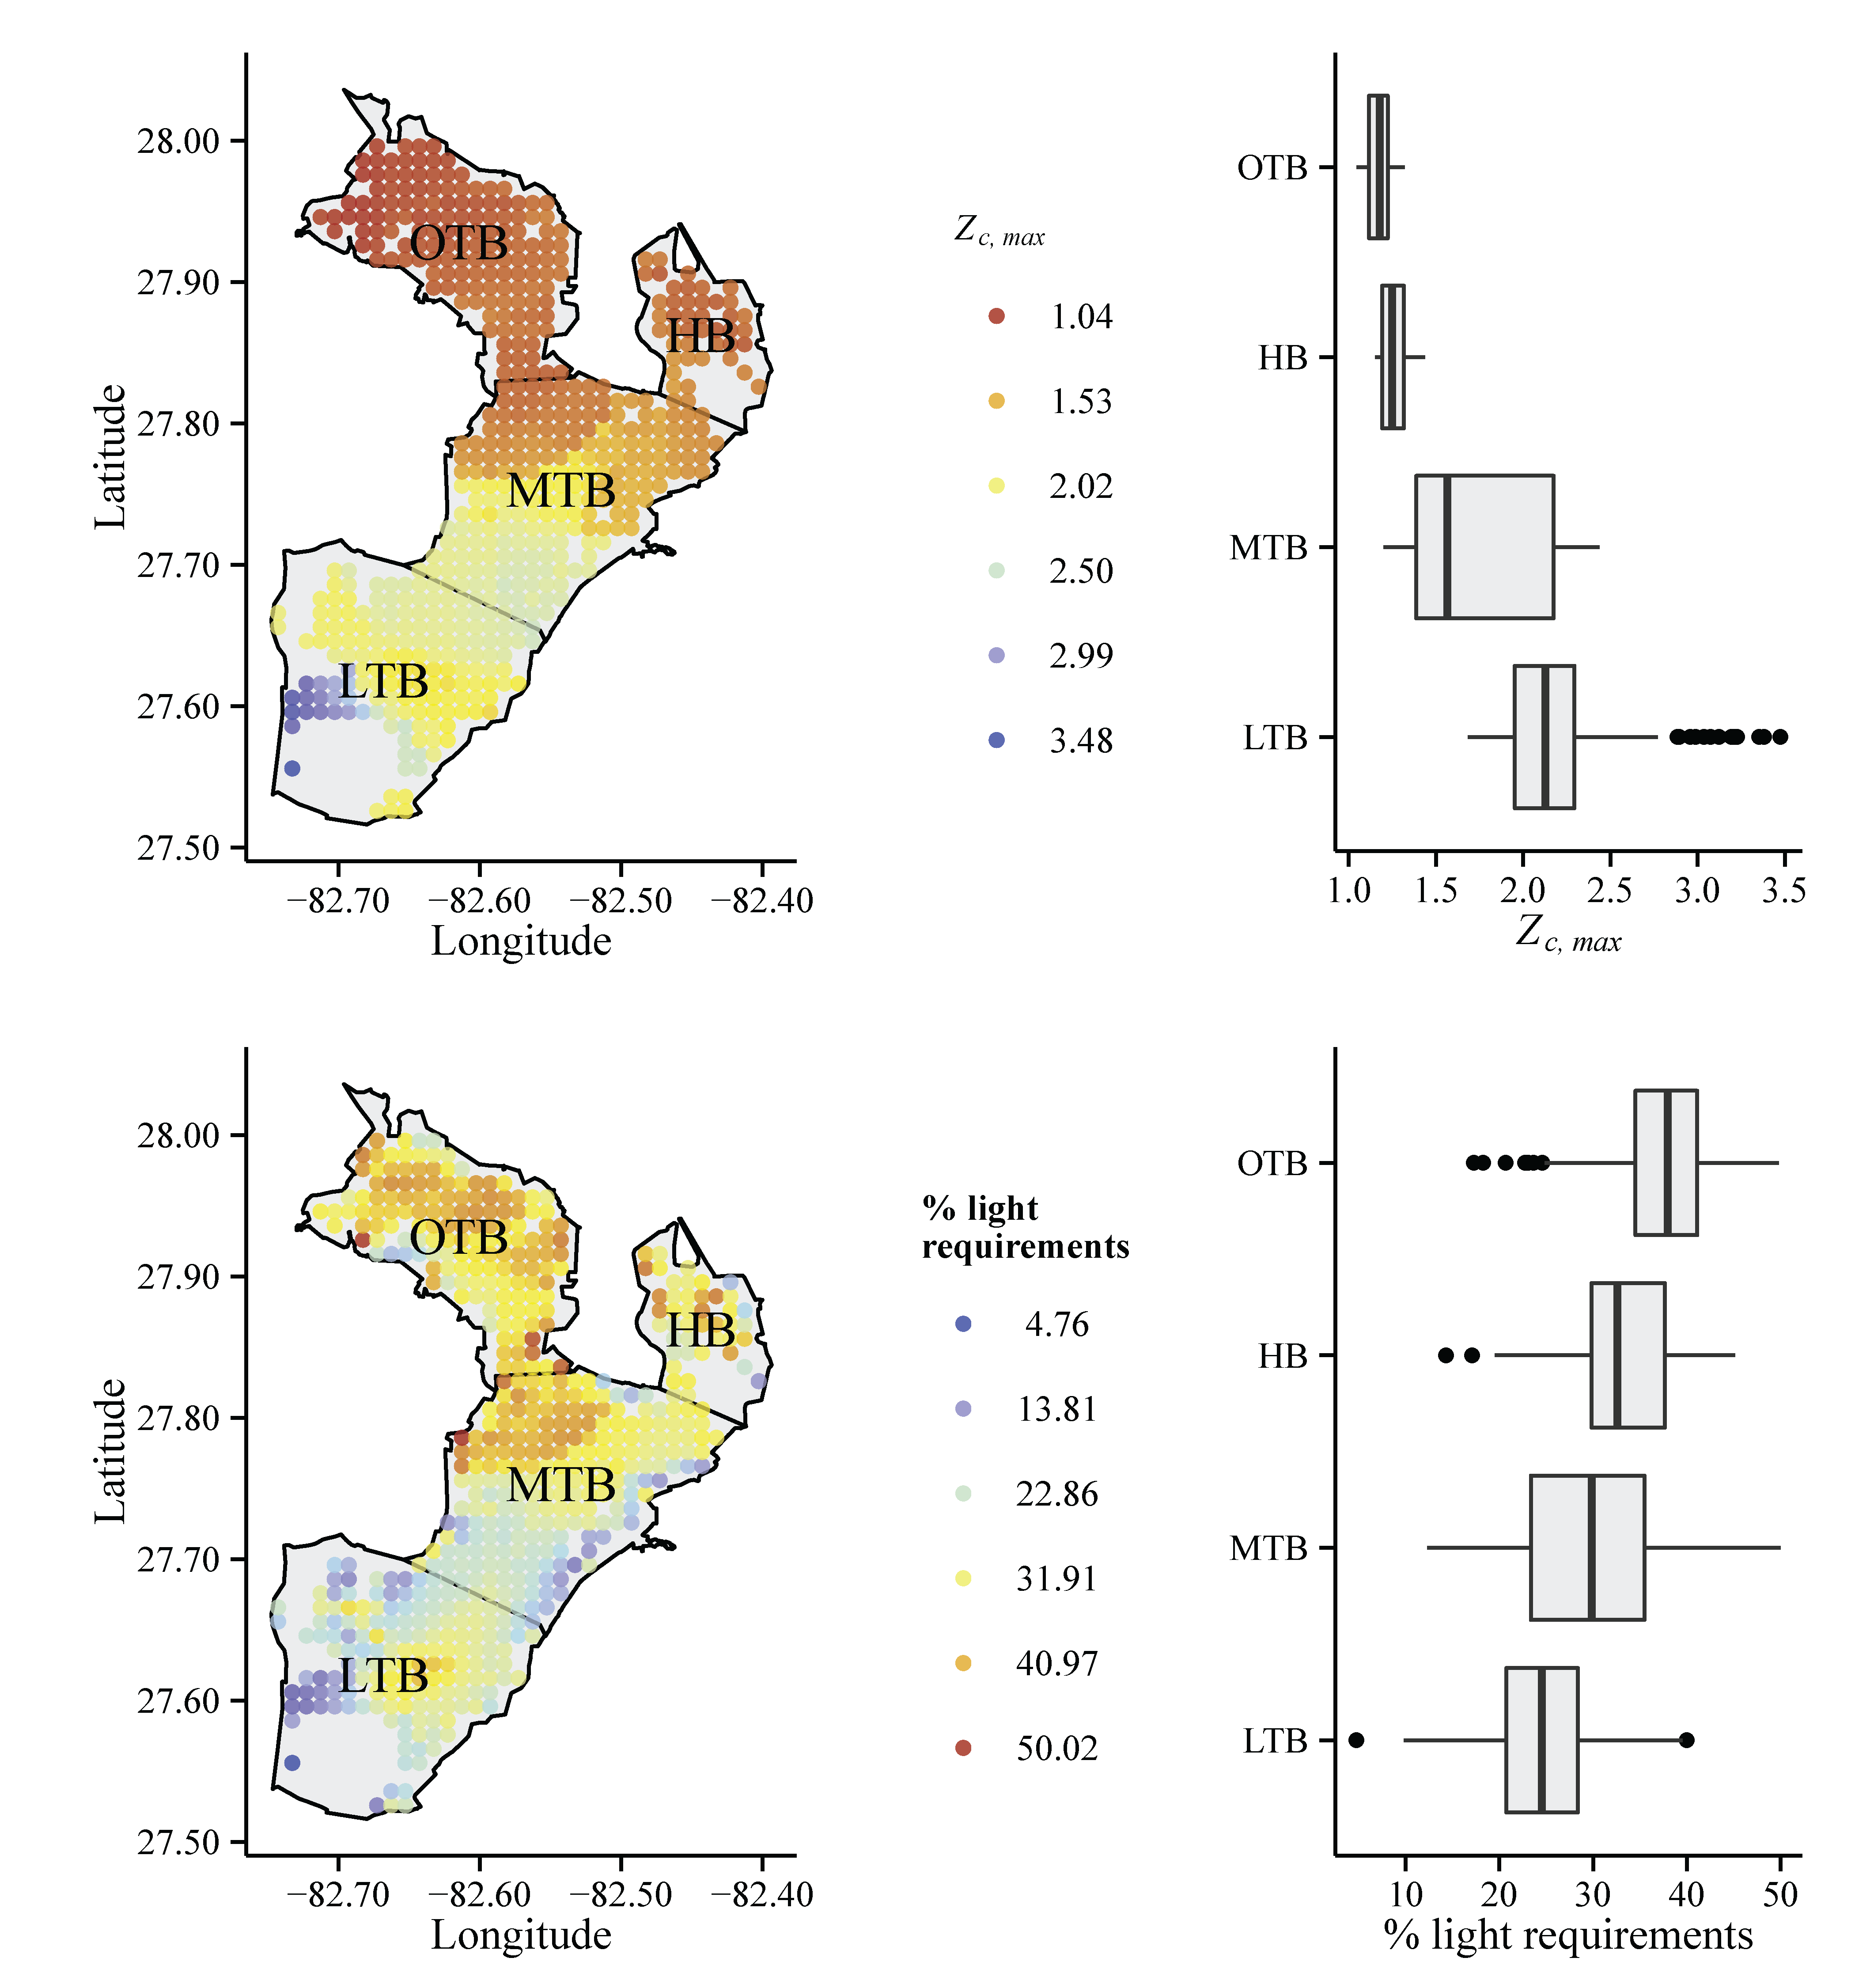 28.00
27.90
27.80
27.70
27.60
27.50
Latitude
OTB
HB
MTB
LTB
−82.70 −82.60 −82.50 −82.40
Longitude
Z c, max
1.04
1.53
2.02
2.50
2.99
3.48
OTB
HB
MTB
LTB
1.0 1.5 2.0 2.5 3.0 3.5
Z c, max
28.00
27.90
27.80
27.70
27.60
27.50
Latitude
OTB
HB
MTB
LTB
−82.70 −82.60 −82.50 −82.40
Longitude
% light
requirements
4.76
13.81
22.86
31.91
40.97
50.02
OTB
HB
MTB
LTB
10 20 30 40 50
% light requirements